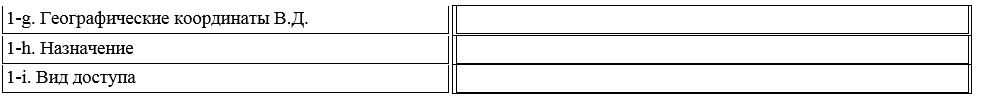 1-g. Географические координаты В.Д.
1-h. Назначение
1-i. Вид доступа